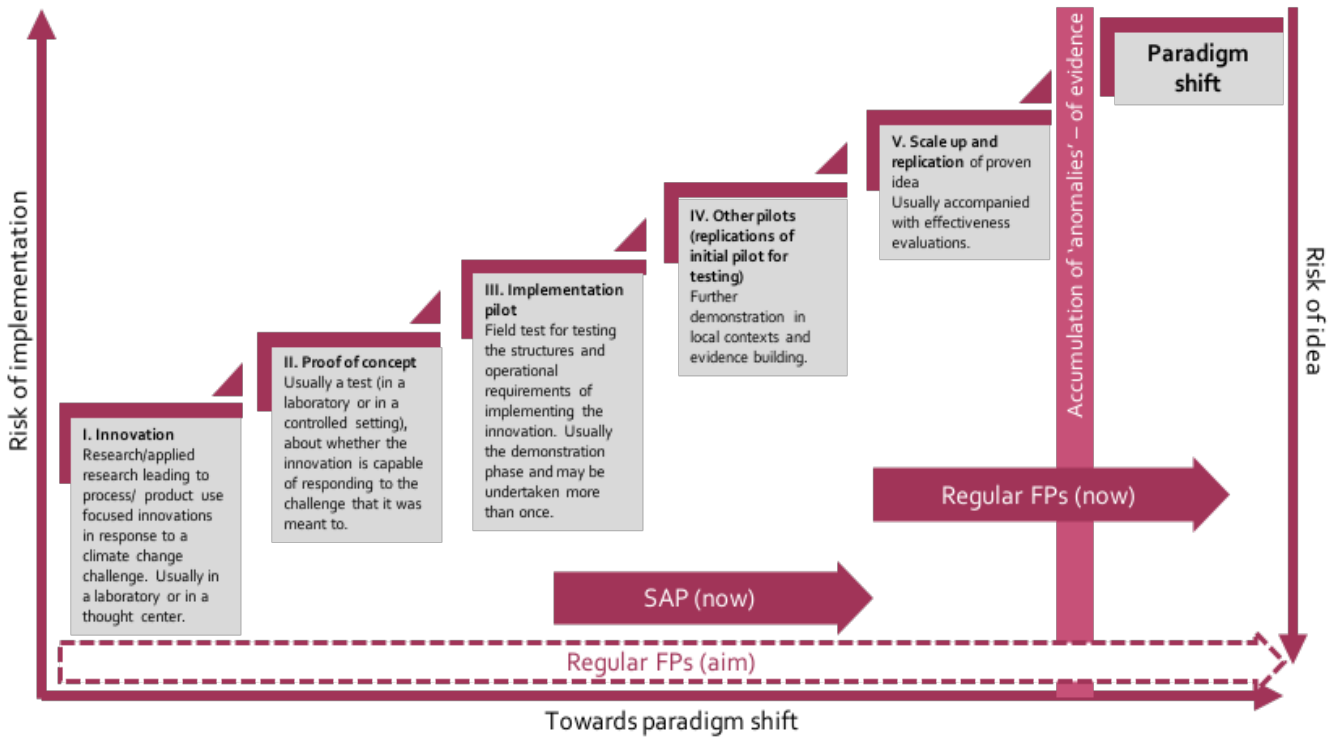 Risk of implementation
I. Innovation
Research/applied
research leading to
process/ product use
focused innovations
in response to a
climate change
challenge. Usually in
a laboratory or in a
thought center.
II. Proof of concept
Usually a test (in a
laboratory or in a
controlled setting),
about whether the
innovation is capable
of responding to the
challenge that it was
meant to.
III. Implementation
pilot
Field test for testing
the structures and
operational
requirements of
implementing the
innovation. Usually
the demonstration
phase and may be
undertaken more
than once.
IV. Other pilots
(replications of
initial pilot for
testing)
Further
demonstration in
local contexts and
evidence building.
V. Scale up and
replication of proven
idea
Usually accompanied
with effectiveness
evaluations.
Accumulation of ‘anomalies’ – of evidence
Paradigm
shift
Risk of idea
Regular FPs (now)
SAP (now)
Regular FPs (aim)
Towards paradigm shift